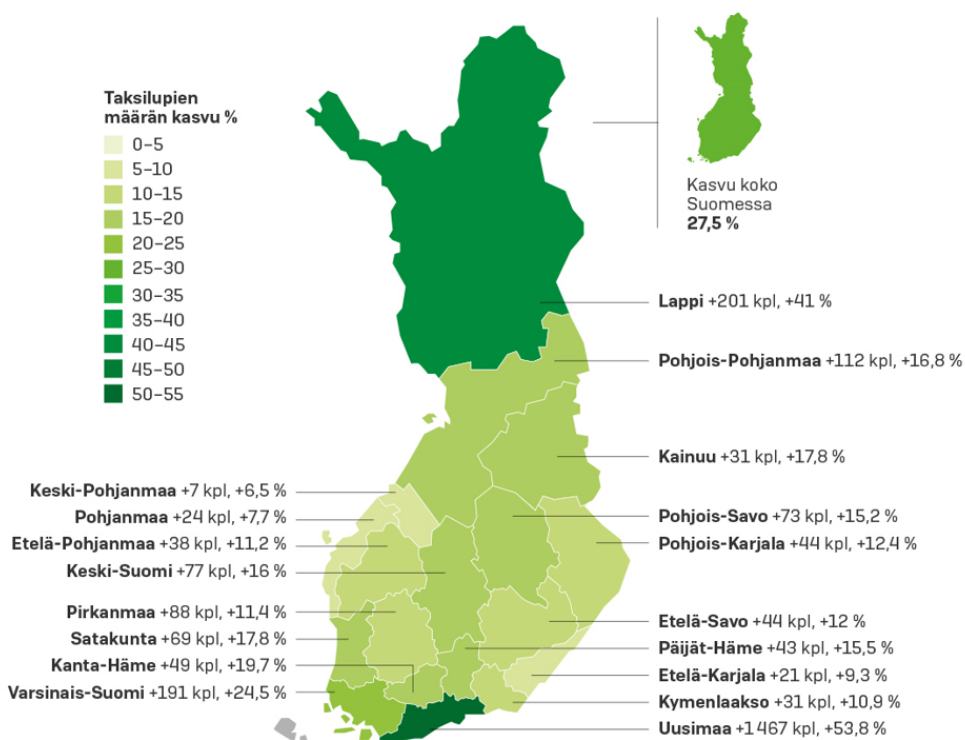 Taksilupien
määrän kasvu %
0–5
5–10
10–15
15–20
20–25
25–30
30–35
35–40
40–45
45–50
50–55
Kasvu koko
Suomessa
27,5 %
Lappi +201 kpl, +41 %
Pohjois-Pohjanmaa +112 kpl, +16,8 %
Kainuu +31 kpl, +17,8 %
Pohjois-Savo +73 kpl, +15,2 %
Pohjois-Karjala +44 kpl, +12,4 %
Etelä-Savo +44 kpl, +12 %
Päijät-Häme +43 kpl, +15,5 %
Etelä-Karjala +21 kpl, +9,3 %
Kymenlaakso +31 kpl, +10,9 %
Uusimaa +1 467 kpl, +53,8 %
Keski-Pohjanmaa +7 kpl, +6,5 %
Pohjanmaa +24 kpl, +7,7 %
Etelä-Pohjanmaa +38 kpl, +11,2 %
Keski-Suomi +77 kpl, +16 %
Pirkanmaa +88 kpl, +11,4 %
Satakunta +69 kpl, +17,8 %
Kanta-Häme +49 kpl, +19,7 %
Varsinais-Suomi +191 kpl, +24,5 %